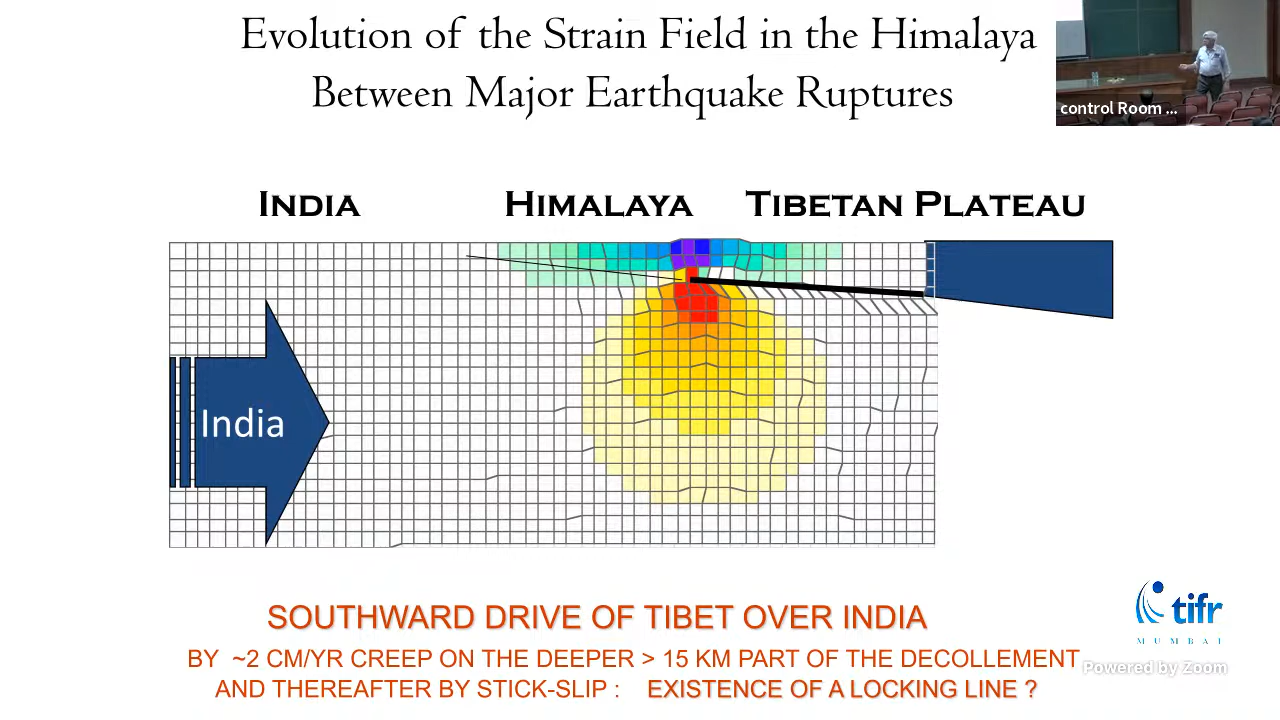 Evolution of the Strain Field in the Himalaya
Between Major Earthquake Ruptures
control Room ...
INDIA
HIMALAYA
TIBETAN PLATEAU
India
SOUTHWARD DRIVE OF TIBET OVER INDIA
BY ~2 CM/YR CREEP ON THE DEEPER > 15 KM PART OF THE DECOLLEMENT
AND THEREAFTER BY STICK-SLIP : EXISTENCE OF A LOCKING LINE ?
tifr
MUMBAI
Powered by Zoom